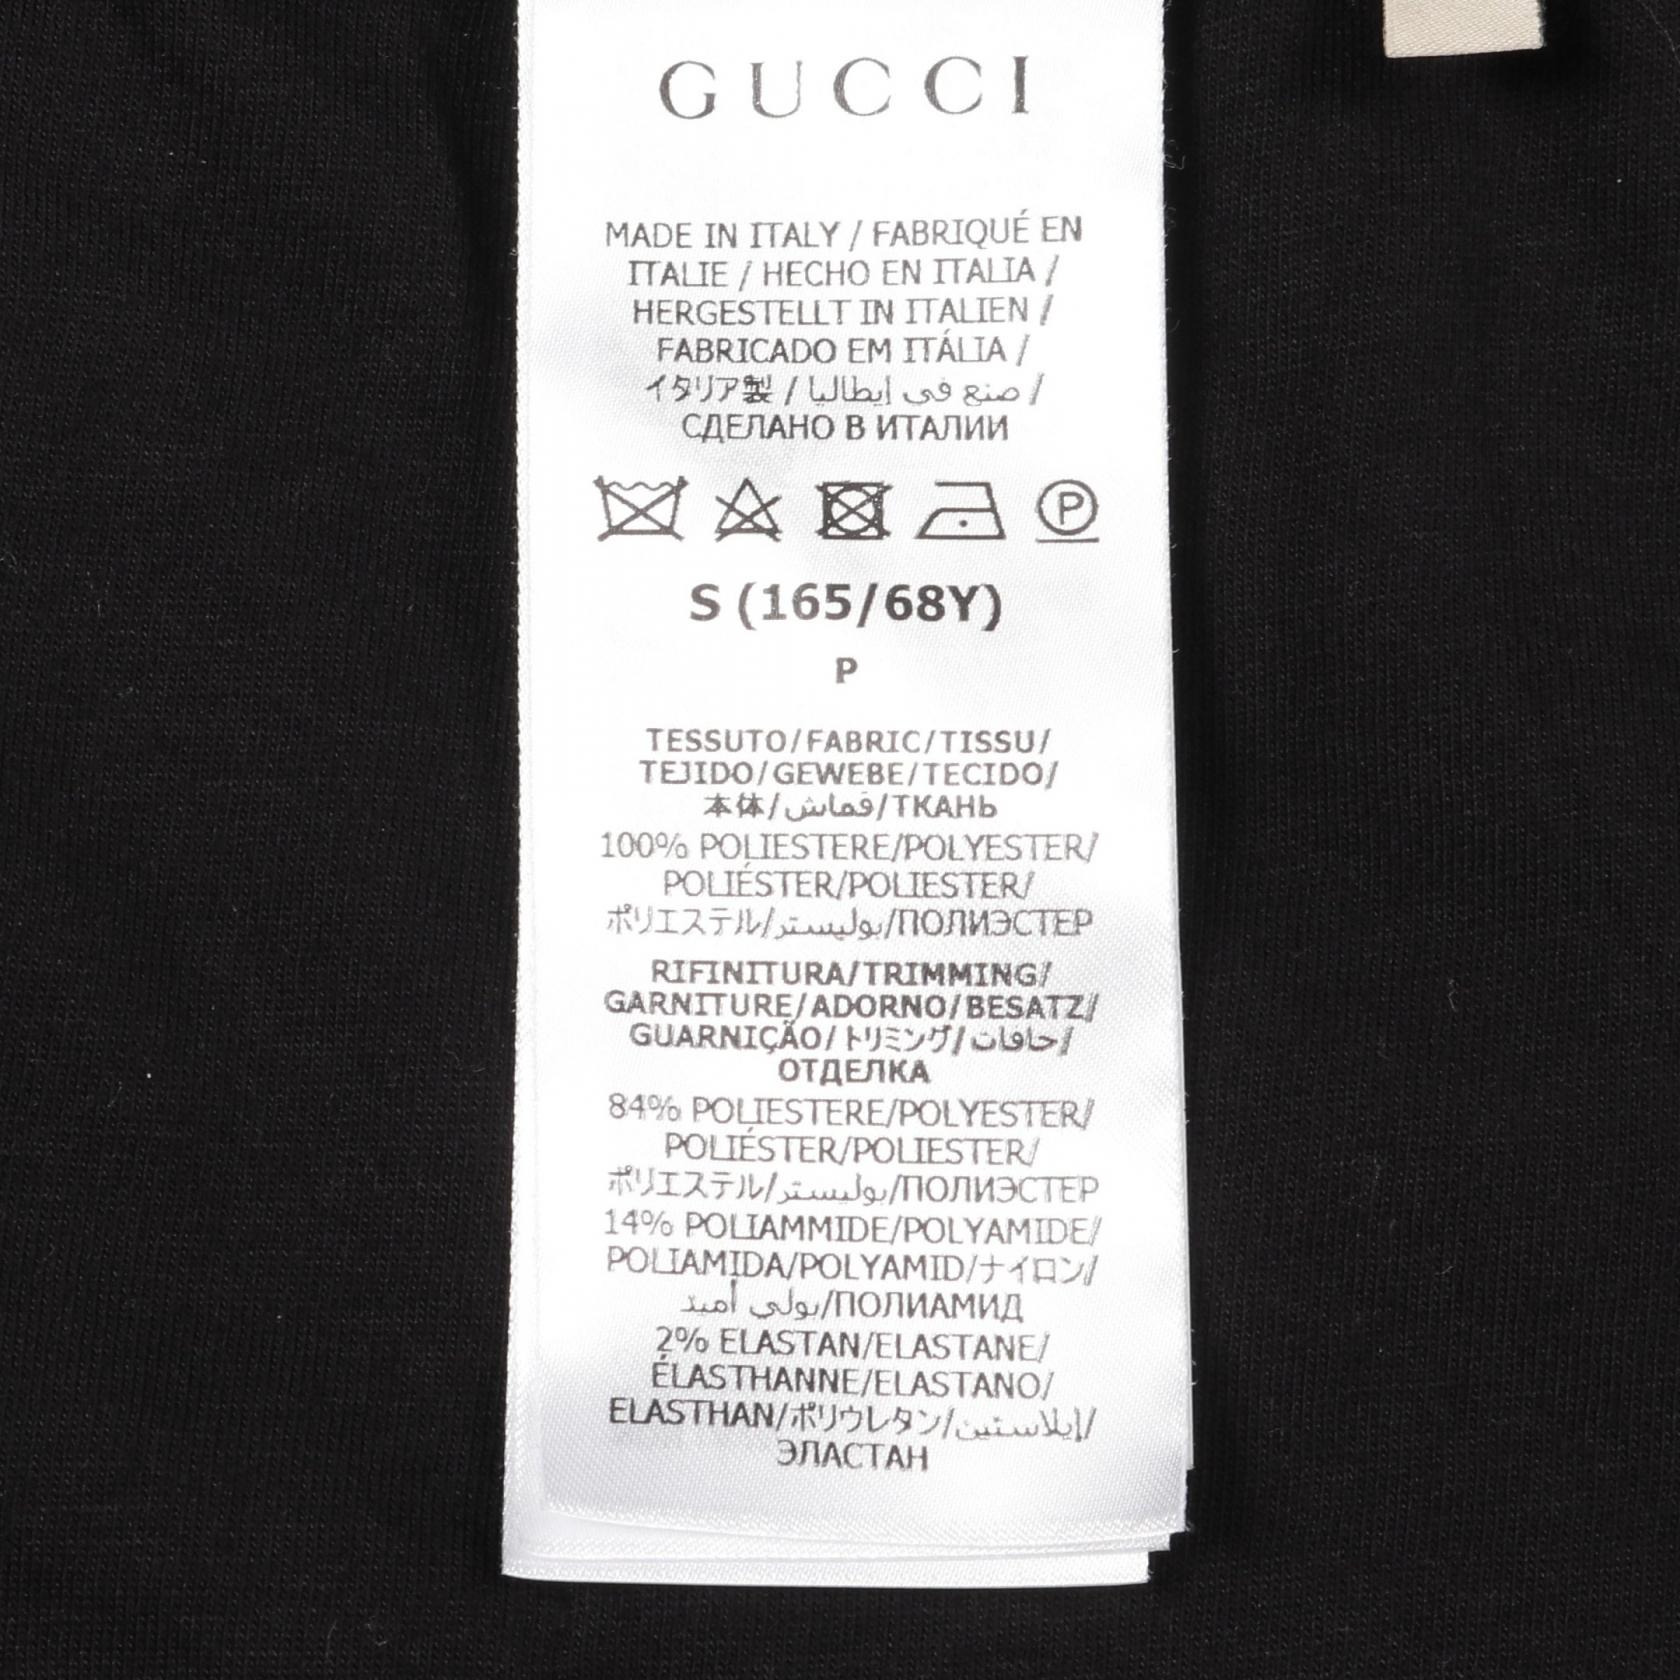 GUCCI
MADE IN ITALY / FABRIQUÉ EN
ITALIE / HECHO EN ITALIA /
HERGESTELLT IN ITALIEN /
FABRICADO EM ITÁLIA /
イタリア製 / صنع في إيطاليا /
СДЕЛАНО В ИТАЛИИ
P
S (165/68Y)
P
TESSUTO/FABRIC/TISSU/
TEJIDO/GEWEBE/TECIDO/
本体/قماش/ТКАНЬ
100% POLIESTERE/POLYESTER/
POLIÉSTER/POLIESTER/
ポリエステル/بوليستر/ПОЛИЭСТЕР
RIFINITURA/TRIMMING/
GARNITURE/ADORNO/BESATZ/
GUARNIÇÃO/トリミング/حافات/
ОТДЕЛКА
84% POLIESTERE/POLYESTER/
POLIÉSTER/POLIESTER/
ポリエステル/بوليستر/ПОЛИЭСТЕР
14% POLIAMMIDE/POLYAMIDE/
POLIAMIDA/POLYAMID/ナイロン/
بولي أميد/ПОЛИАМИД
2% ELASTAN/ELASTANE/
ÉLASTHANNE/ELASTANO/
ELASTHAN/ポリウレタン/إيلاستين/
ЭЛАСТАН